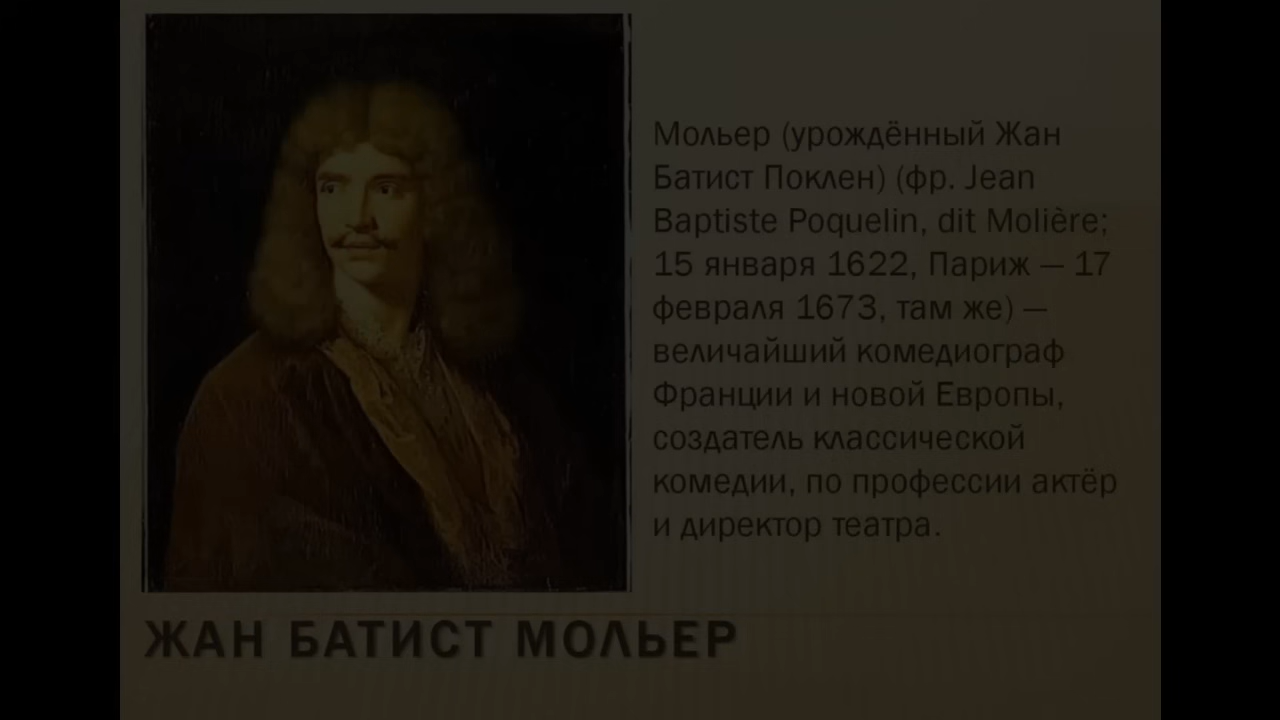 Мольер (урождённый Жан
Батист Поклен) (фр. Jean
Baptiste Poquelin, dit Molière;
15 января 1622, Париж — 17
февраля 1673, там же) —
величайший комедиограф
Франции и новой Европы,
создатель классической
комедии, по профессии актёр
и директор театра.
ЖАН БАТИСТ МОЛЬЕР